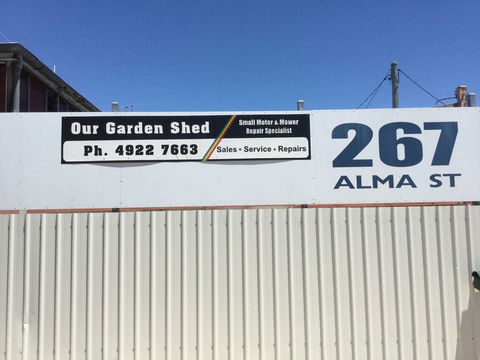 Our Garden Shed
Ph. 4922 7663
Small Motor & Mower
Repair Specialist
Sales • Service • Repairs
267
ALMA ST